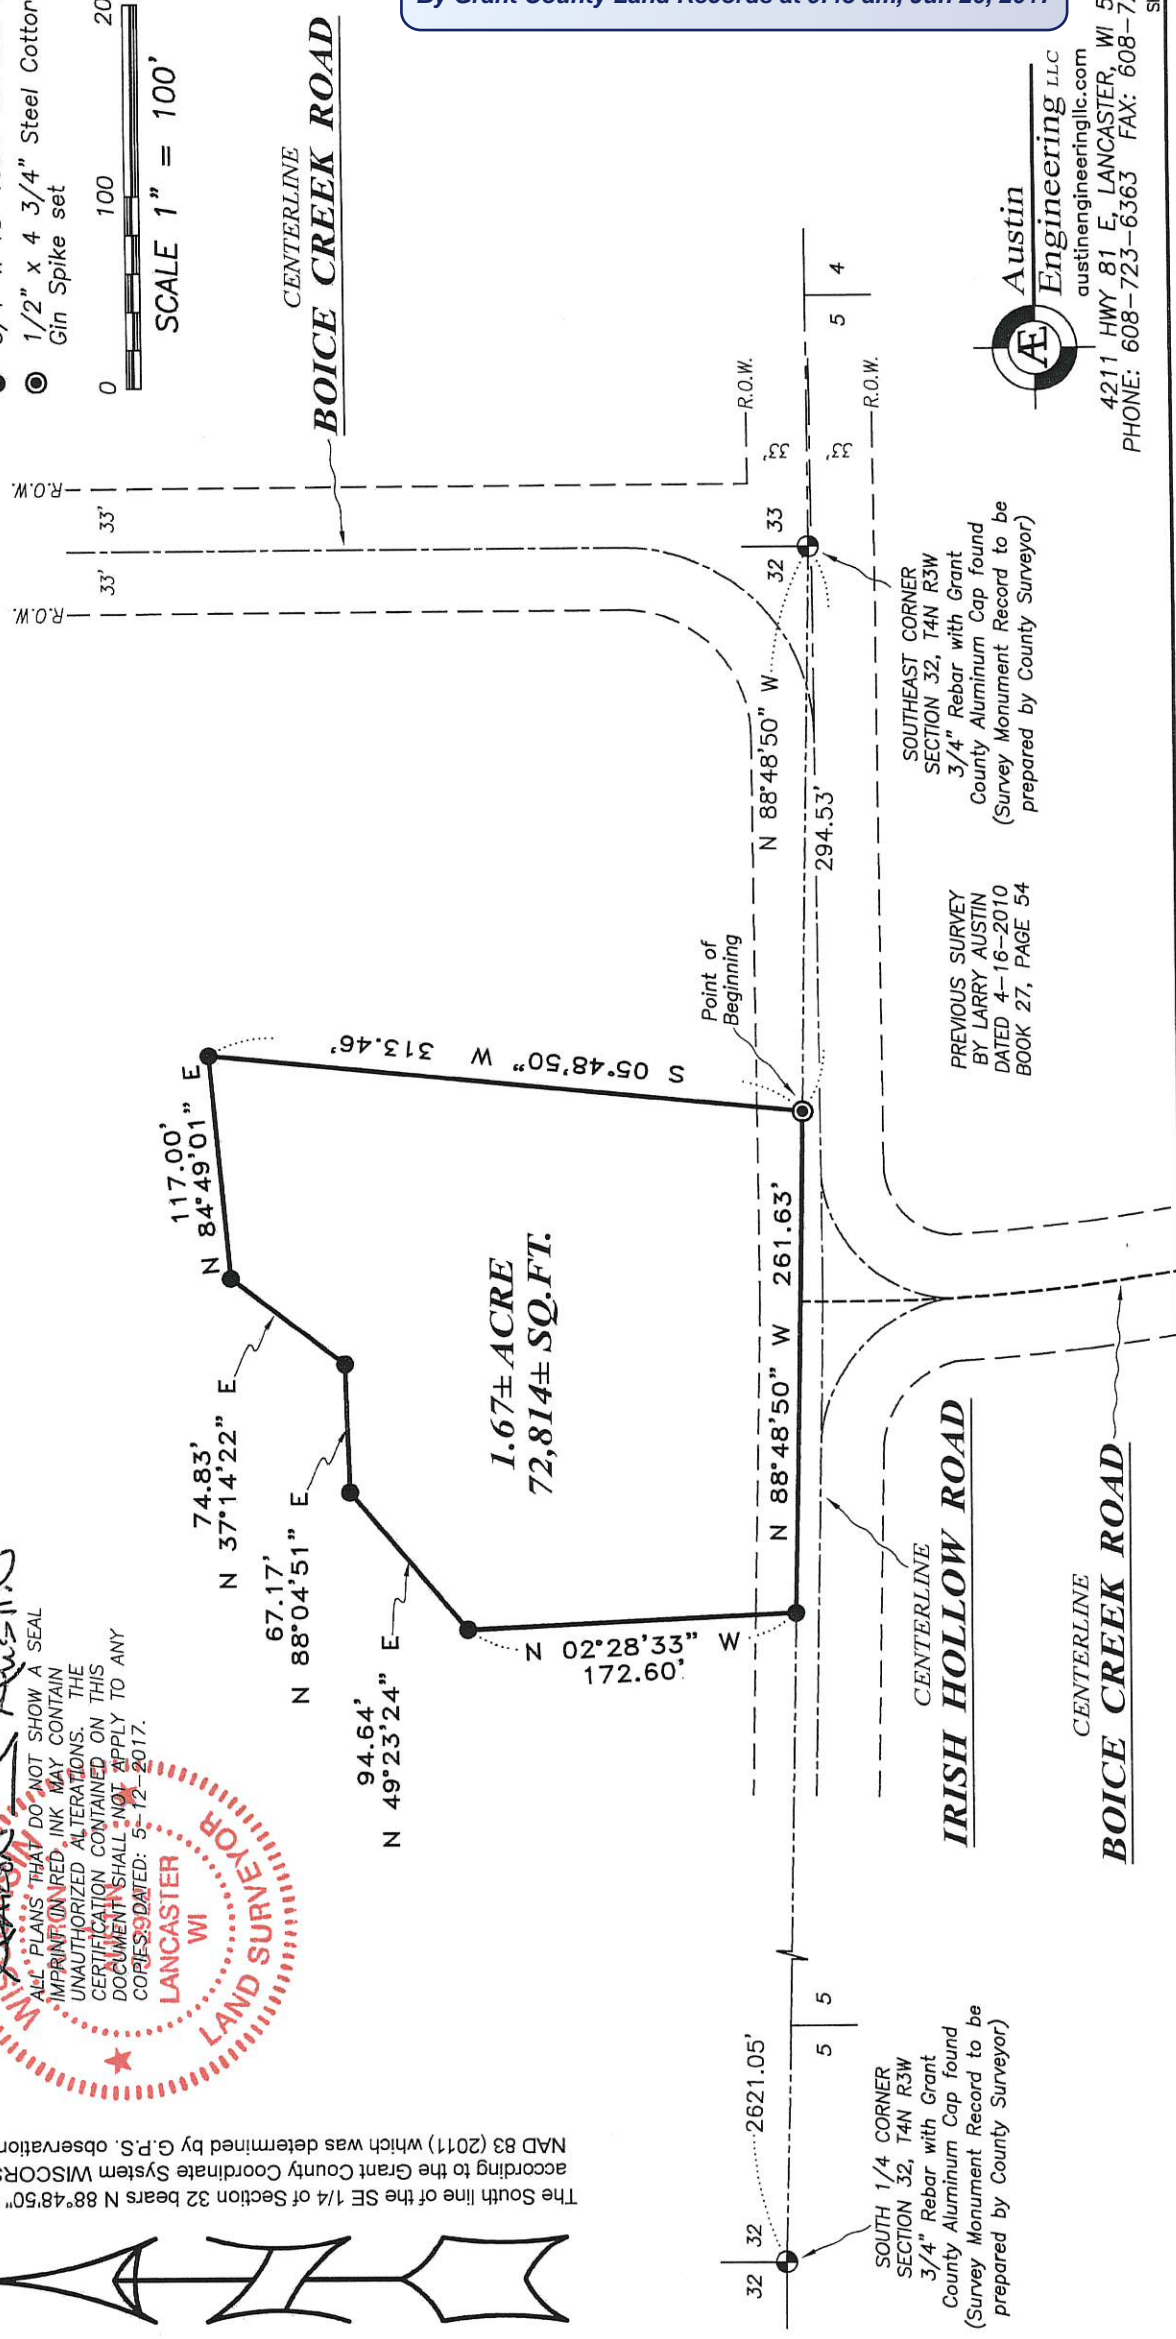 By Grant County Land Records at 9:45 am, Jun 20, 2017
1/2" x 4 3/4" Steel Cotton
Gin Spike set
0 100 20
SCALE 1" = 100'
CENTERLINE
BOICE CREEK ROAD
R.O.W.
33' 33'
R.O.W.
R.O.W.
33'
33'
R.O.W.
32 33
5 4
N 88°48'50" W
294.53'
SOUTHEAST CORNER
SECTION 32, T4N R3W
3/4" Rebar with Grant
County Aluminum Cap found
(Survey Monument Record to be
prepared by County Surveyor)
PREVIOUS SURVEY
BY LARRY AUSTIN
DATED 4-16-2010
BOOK 27, PAGE 54
Æ
Austin
Engineering LLC
austinengineeringllc.com
4211 HWY 81 E, LANCASTER, WI 5
PHONE: 608-723-6363 FAX: 608-7
Point of
Beginning
S 05°48'50" W 313.46'
117.00'
N 84°49'01" E
74.83'
N 37°14'22" E
67.17'
N 88°04'51" E
94.64'
N 49°23'24" E
N 02°28'33" W
172.60'
1.67± ACRE
72,814± SQ.FT.
N 88°48'50" W 261.63'
CENTERLINE
IRISH HOLLOW ROAD
CENTERLINE
BOICE CREEK ROAD
ALL PLANS THAT DO NOT SHOW A SEAL
IMPRINT IN RED INK MAY CONTAIN
UNAUTHORIZED ALTERATIONS. THE
CERTIFICATION CONTAINED ON THIS
DOCUMENT SHALL NOT APPLY TO ANY
COPIES. DATED: 5-12-2017.
LANCASTER
WI
LAND SURVEYOR
The South line of the SE 1/4 of Section 32 bears N 88°48'50"
according to the Grant County Coordinate System WISCORS
NAD 83 (2011) which was determined by G.P.S. observation
N
32 32
5 5
2621.05'
SOUTH 1/4 CORNER
SECTION 32, T4N R3W
3/4" Rebar with Grant
County Aluminum Cap found
(Survey Monument Record to be
prepared by County Surveyor)